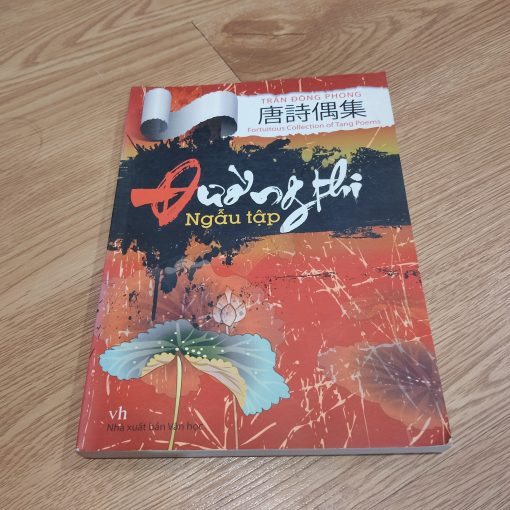 TRẦN ĐÔNG PHONG
唐詩偶集
Fortuitous Collection of Tang Poems
Đường thi
Ngẫu tập
vh
Nhà xuất bản Văn học